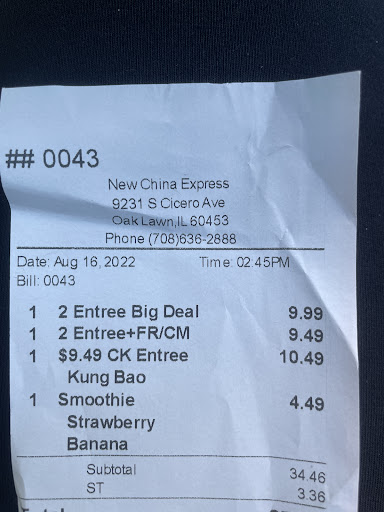 ## 0043
New China Express
9231 S Cicero Ave
Oak Lawn,IL 60453
Phone (708)636-2888
Date: Aug 16, 2022 Time: 02:45PM
Bill: 0043
1 2 Entree Big Deal 9.99
1 2 Entree+FR/CM 9.49
1 $9.49 CK Entree 10.49
Kung Bao
1 Smoothie 4.49
Strawberry
Banana
Subtotal 34.46
ST 3.36